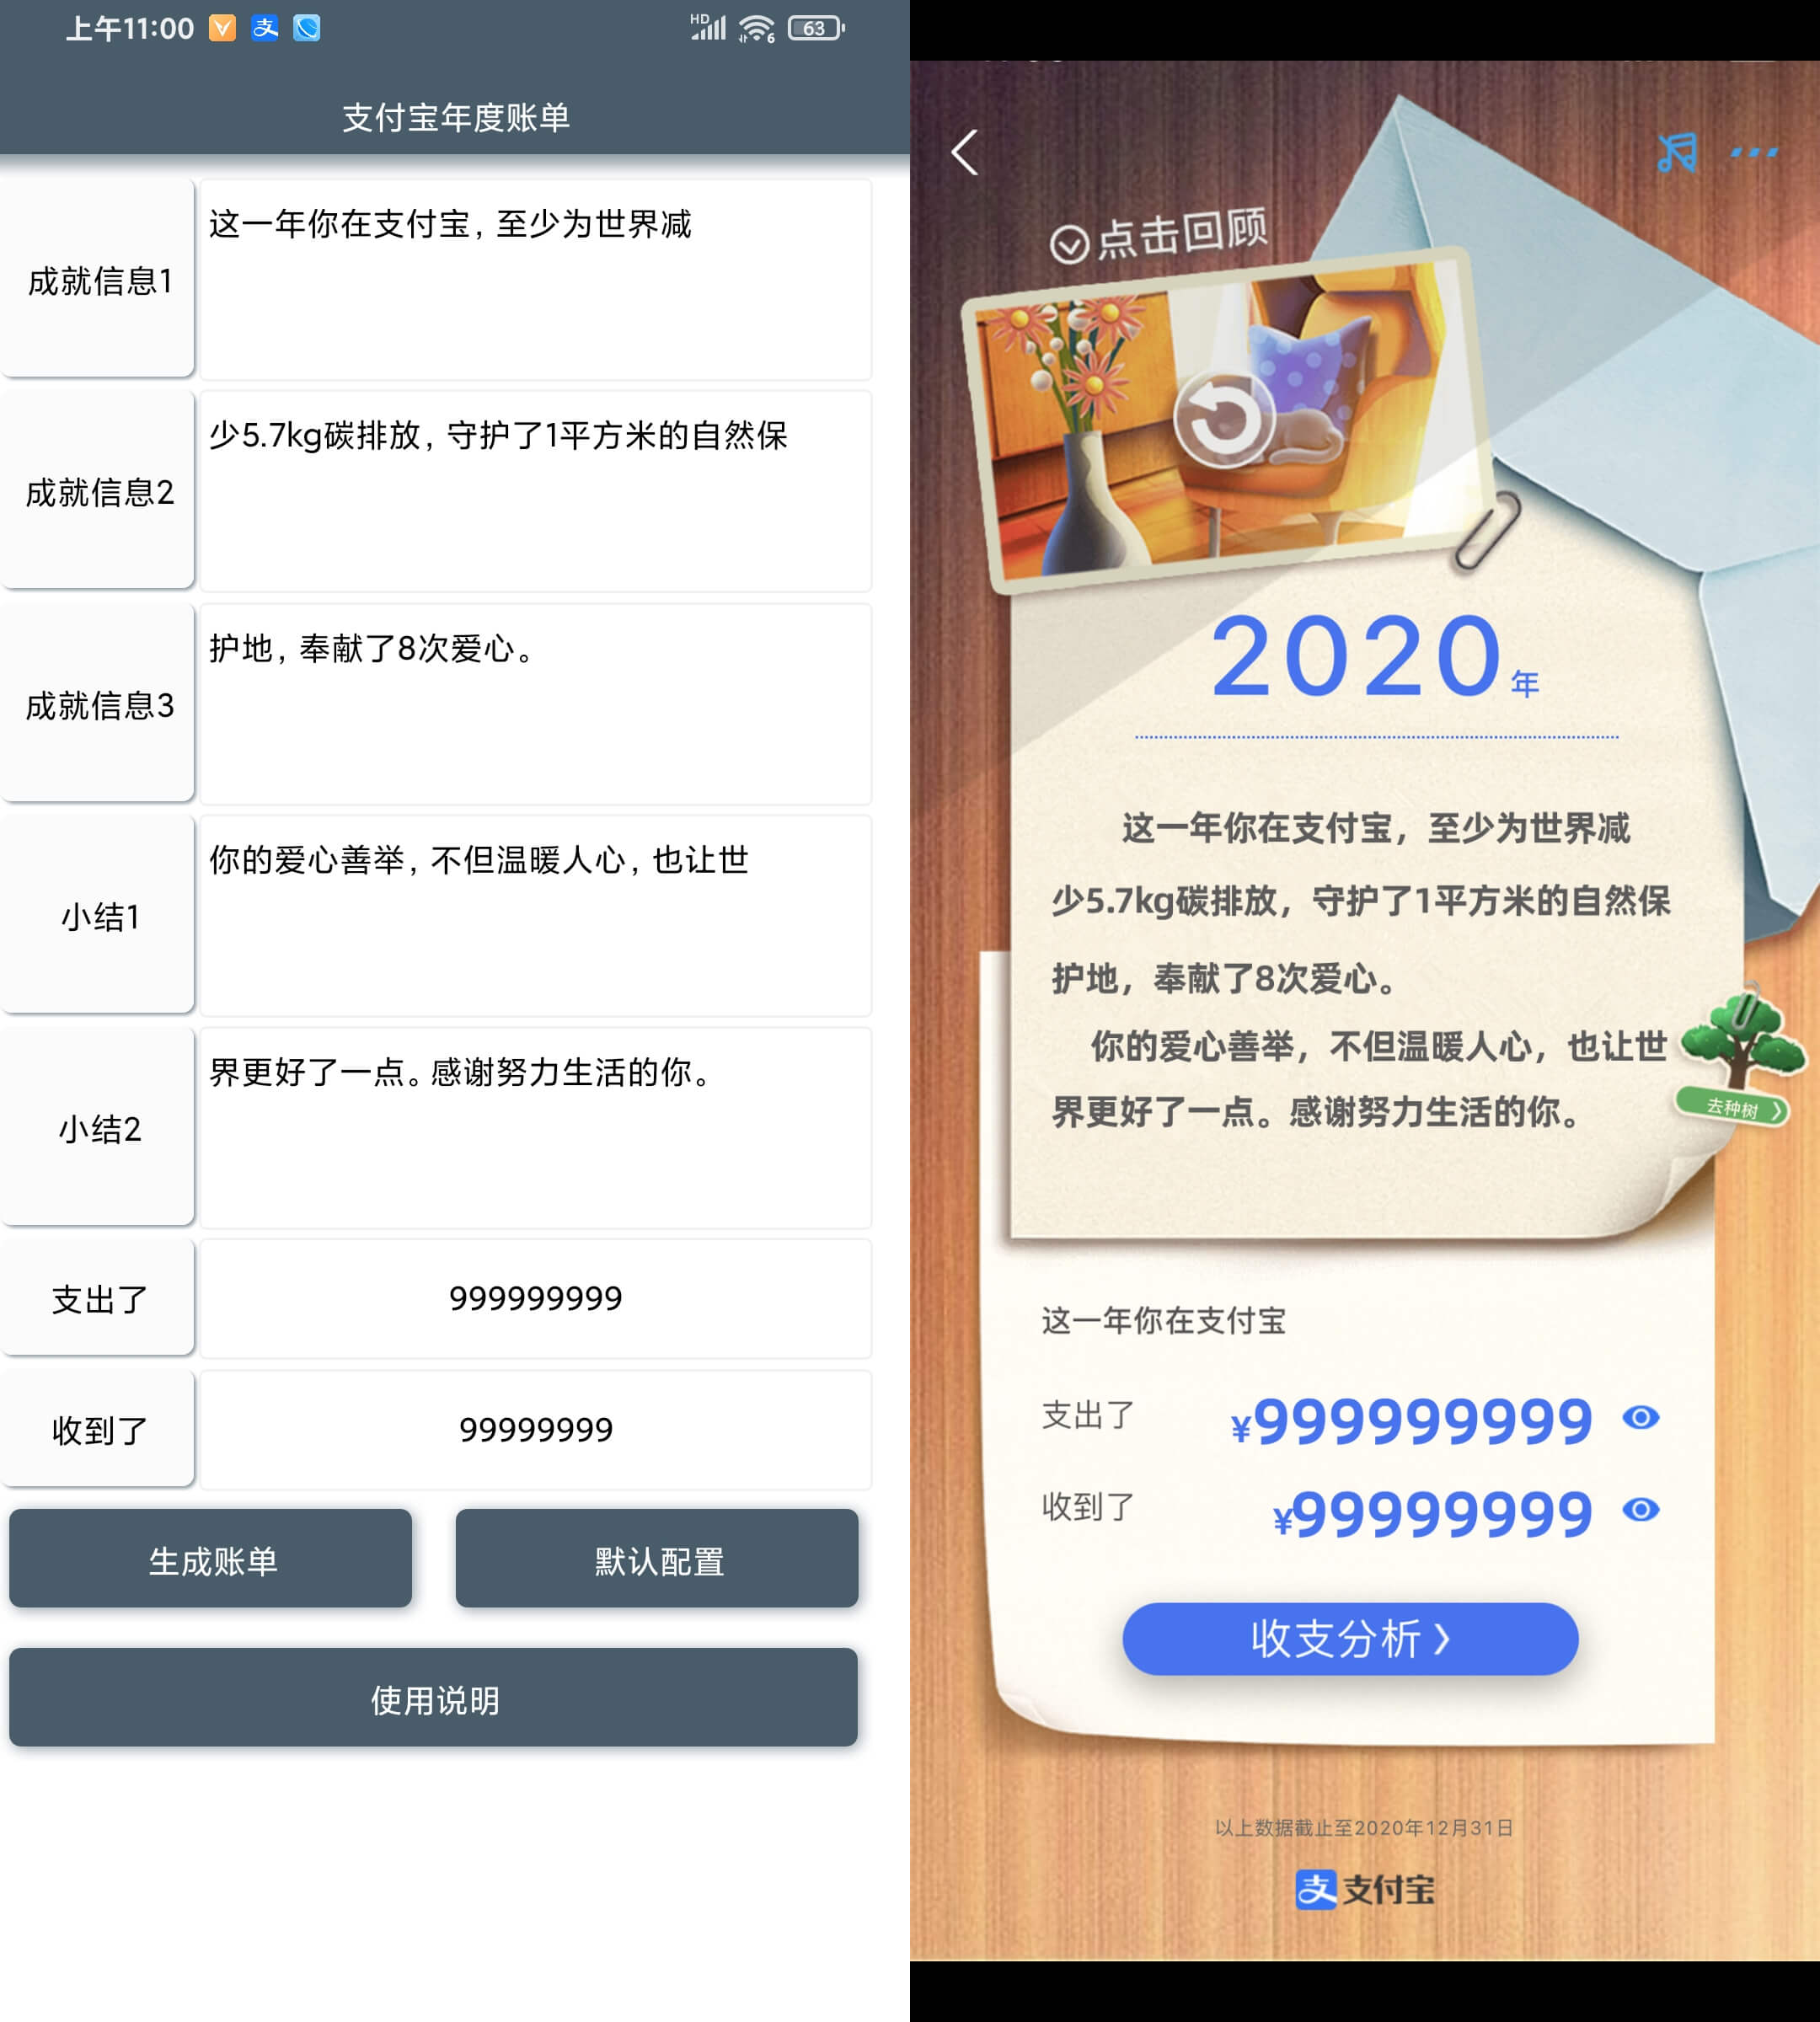 上午11:00
支
HD
6
63
支付宝年度账单
成就信息1
这一年你在支付宝，至少为世界减
成就信息2
少5.7kg碳排放，守护了1平方米的自然保
成就信息3
护地，奉献了8次爱心。
小结1
你的爱心善举，不但温暖人心，也让世
小结2
界更好了一点。感谢努力生活的你。
支出了
999999999
收到了
99999999
生成账单
默认配置
使用说明
点击回顾
2020年
这一年你在支付宝，至少为世界减
少5.7kg碳排放，守护了1平方米的自然保
护地，奉献了8次爱心。
你的爱心善举，不但温暖人心，也让世
界更好了一点。感谢努力生活的你。
去种树
这一年你在支付宝
支出了
¥999999999
收到了
¥99999999
收支分析
以上数据截止至2020年12月31日
支 支付宝